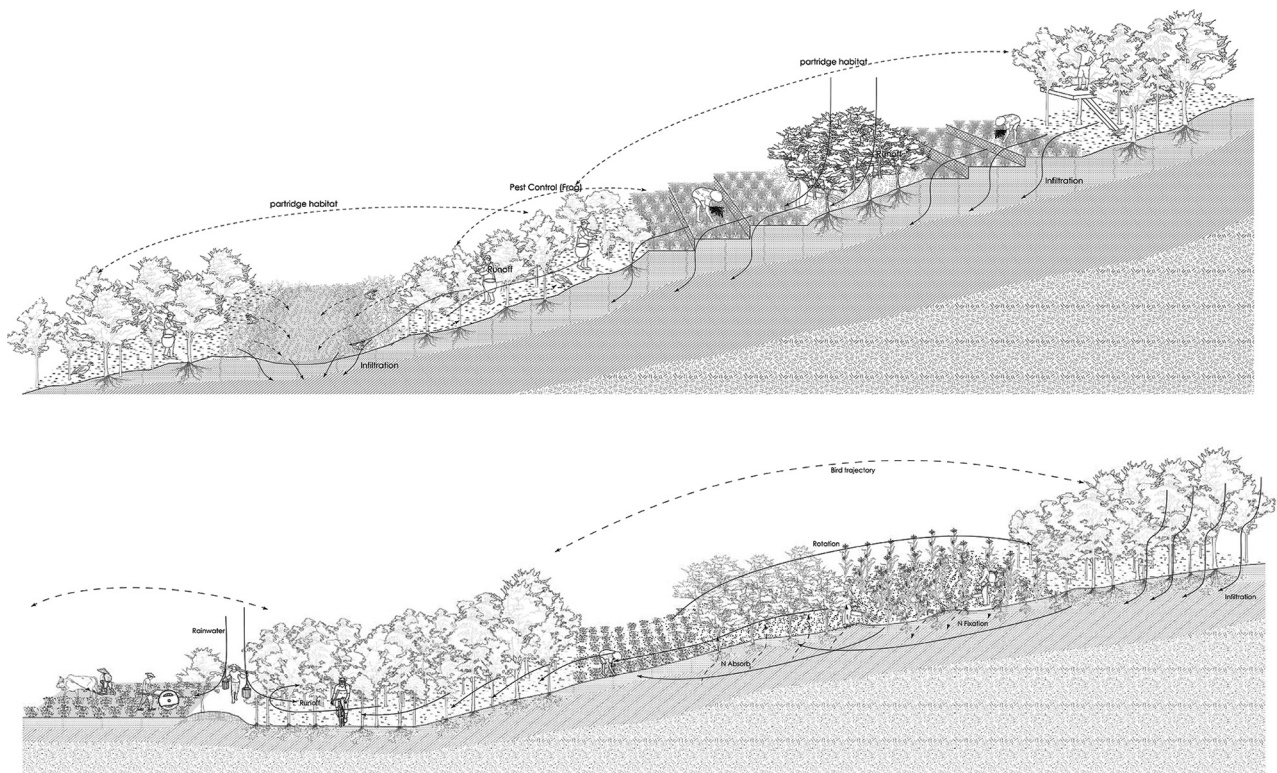 partridge habitat
Pest Control (Frog)
partridge habitat
Runoff
Infiltration
Runoff
Infiltration
Bird trajectory
Rotation
Rainwater
Infiltration
N Fixation
N Absorb
Runoff